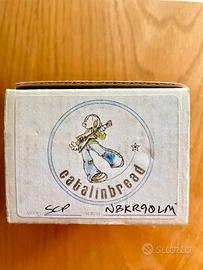 catalinbread
SCP NBKR90LM
subito